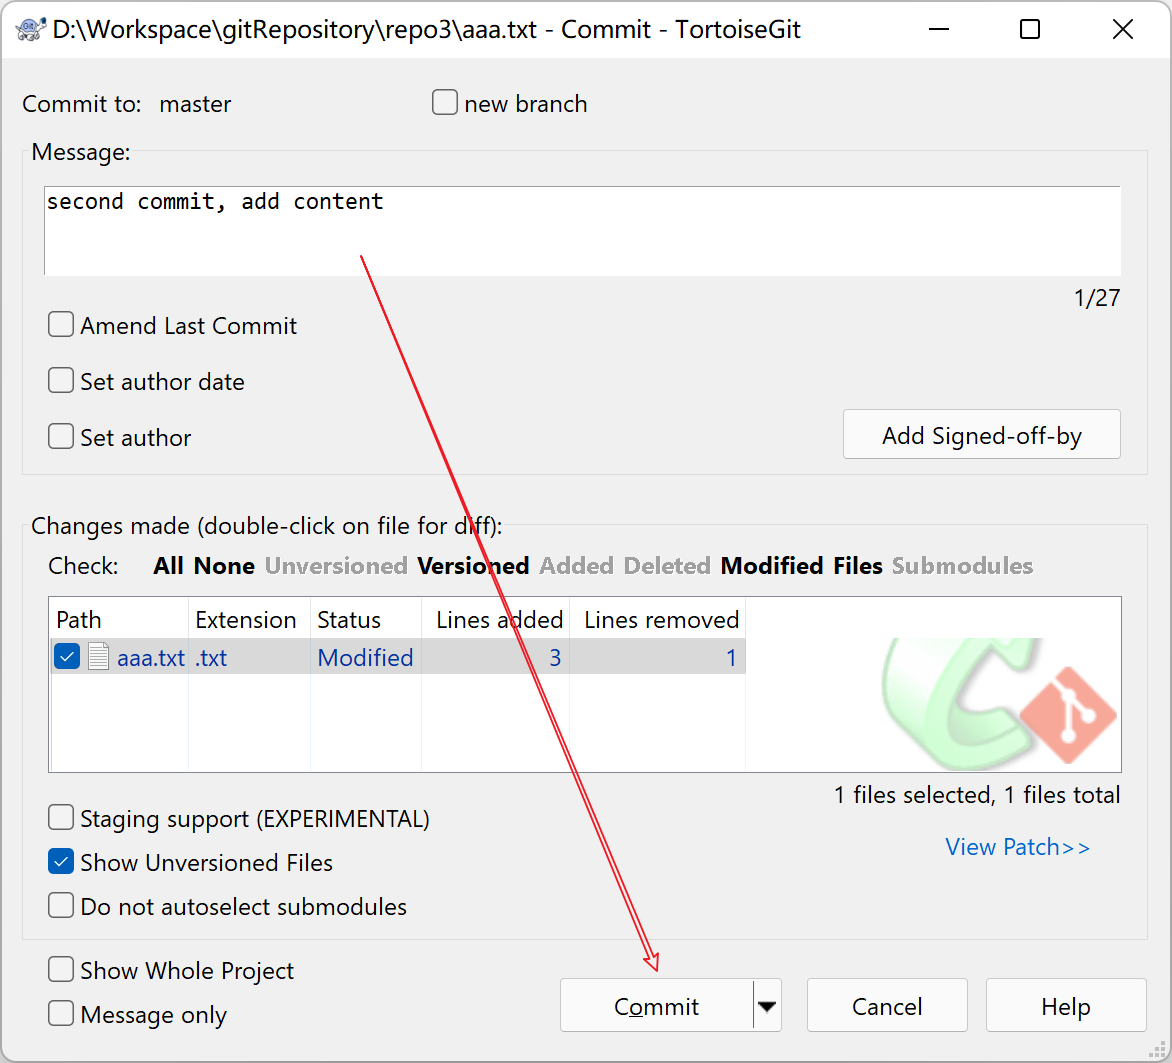 D:\Workspace\gitRepository\repo3\aaa.txt - Commit - TortoiseGit
Commit to: master new branch
Message:
second commit, add content
1/27
Amend Last Commit
Set author date
Set author Add Signed-off-by
Changes made (double-click on file for diff):
Check: All None Unversioned Versioned Added Deleted Modified Files Submodules
Path Extension Status Lines added Lines removed
aaa.txt .txt Modified 3 1
1 files selected, 1 files total
Staging support (EXPERIMENTAL)
View Patch>>
Show Unversioned Files
Do not autoselect submodules
Show Whole Project
Commit Cancel Help
Message only